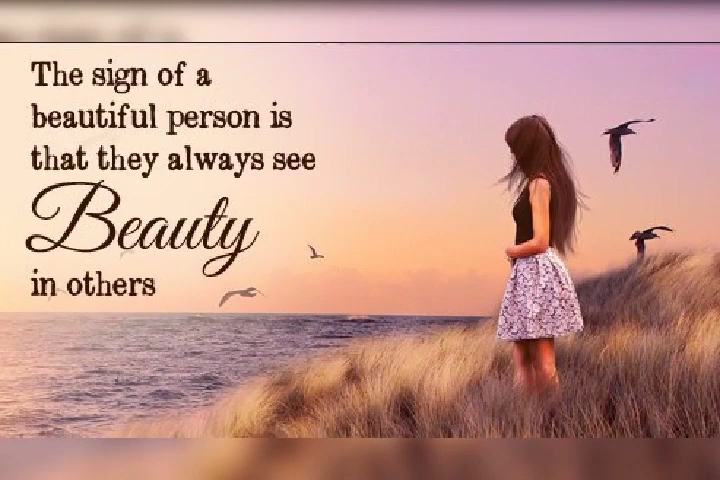 The sign of a
beautiful person is
that they always see
Beauty
in others